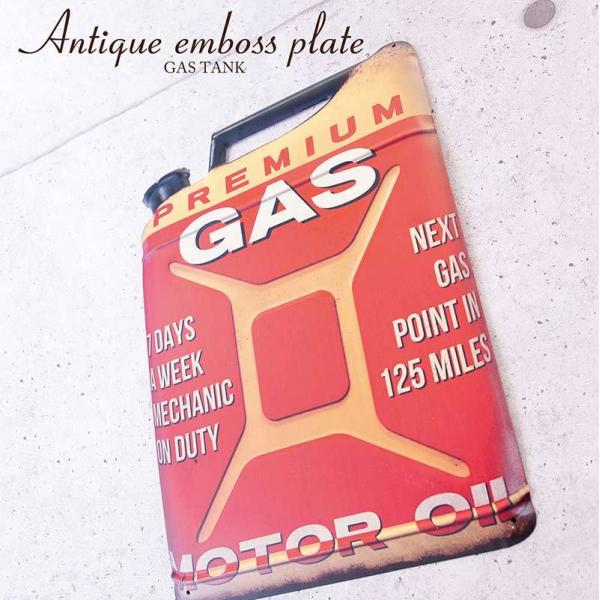 Antique emboss plate
GAS TANK
PREMIUM
GAS
NEXT
GAS
POINT IN
125 MILES
7 DAYS
A WEEK
MECHANIC
ON DUTY
MOTOR OIL